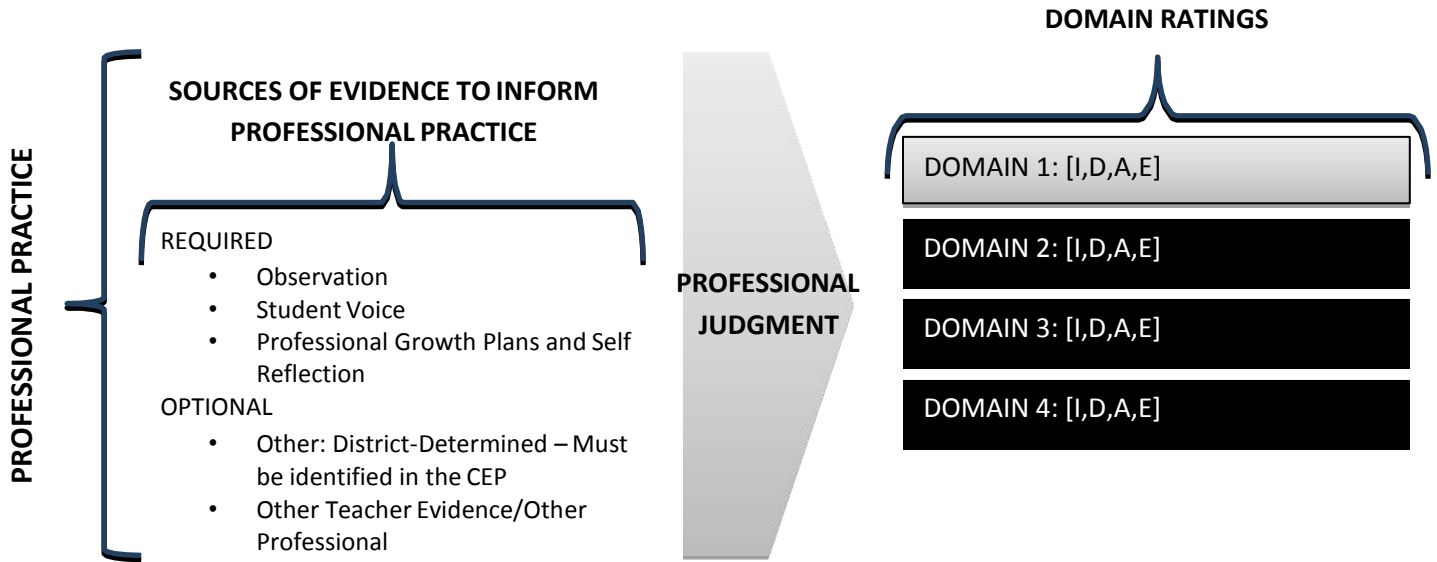 PROFESSIONAL PRACTICE
SOURCES OF EVIDENCE TO INFORM
PROFESSIONAL PRACTICE
REQUIRED
• Observation
• Student Voice
• Professional Growth Plans and Self
Reflection
OPTIONAL
• Other: District-Determined – Must
be identified in the CEP
• Other Teacher Evidence/Other
Professional
PROFESSIONAL
JUDGMENT
DOMAIN RATINGS
DOMAIN 1: [I,D,A,E]
DOMAIN 2: [I,D,A,E]
DOMAIN 3: [I,D,A,E]
DOMAIN 4: [I,D,A,E]